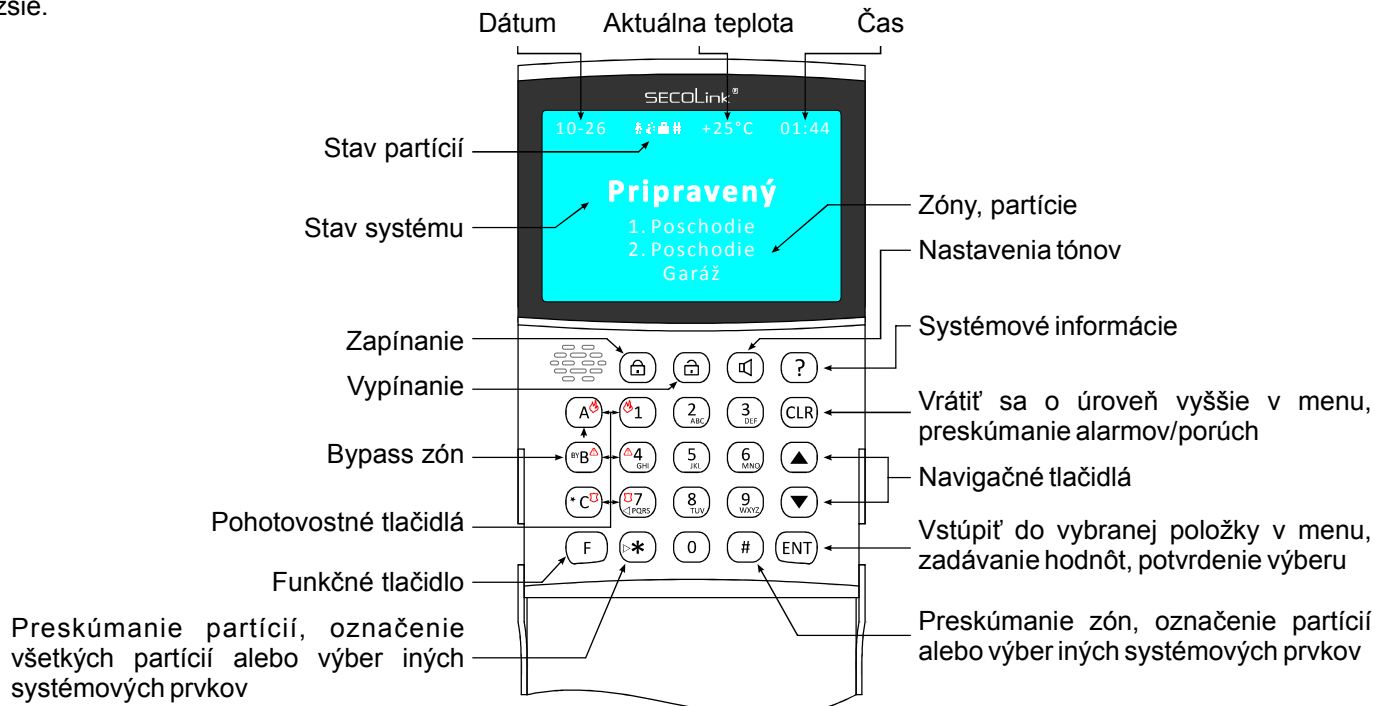 zšie.
Dátum Aktuálna teplota Čas
SECOLink®
10-26 +25°C 01:44
Stav partícií
Pripravený
Stav systému
Zóny, partície
1. Poschodie
2. Poschodie
Garáž
Nastavenia tónov
Systémové informácie
Zapínanie
?
Vypínanie
A 1 2 ABC 3 DEF CLR
Vrátiť sa o úroveň vyššie v menu,
preskúmanie alarmov/porúch
Bypass zón
BY B 4 GHI 5 JKL 6 MNO
Navigačné tlačidlá
* C 7 PQRS 8 TUV 9 WXYZ
Pohotovostné tlačidlá
F * 0 # ENT
Vstúpiť do vybranej položky v menu,
zadávanie hodnôt, potvrdenie výberu
Funkčné tlačidlo
Preskúmanie partícií, označenie
všetkých partícií alebo výber iných
systémových prvkov
Preskúmanie zón, označenie partícií
alebo výber iných systémových prvkov